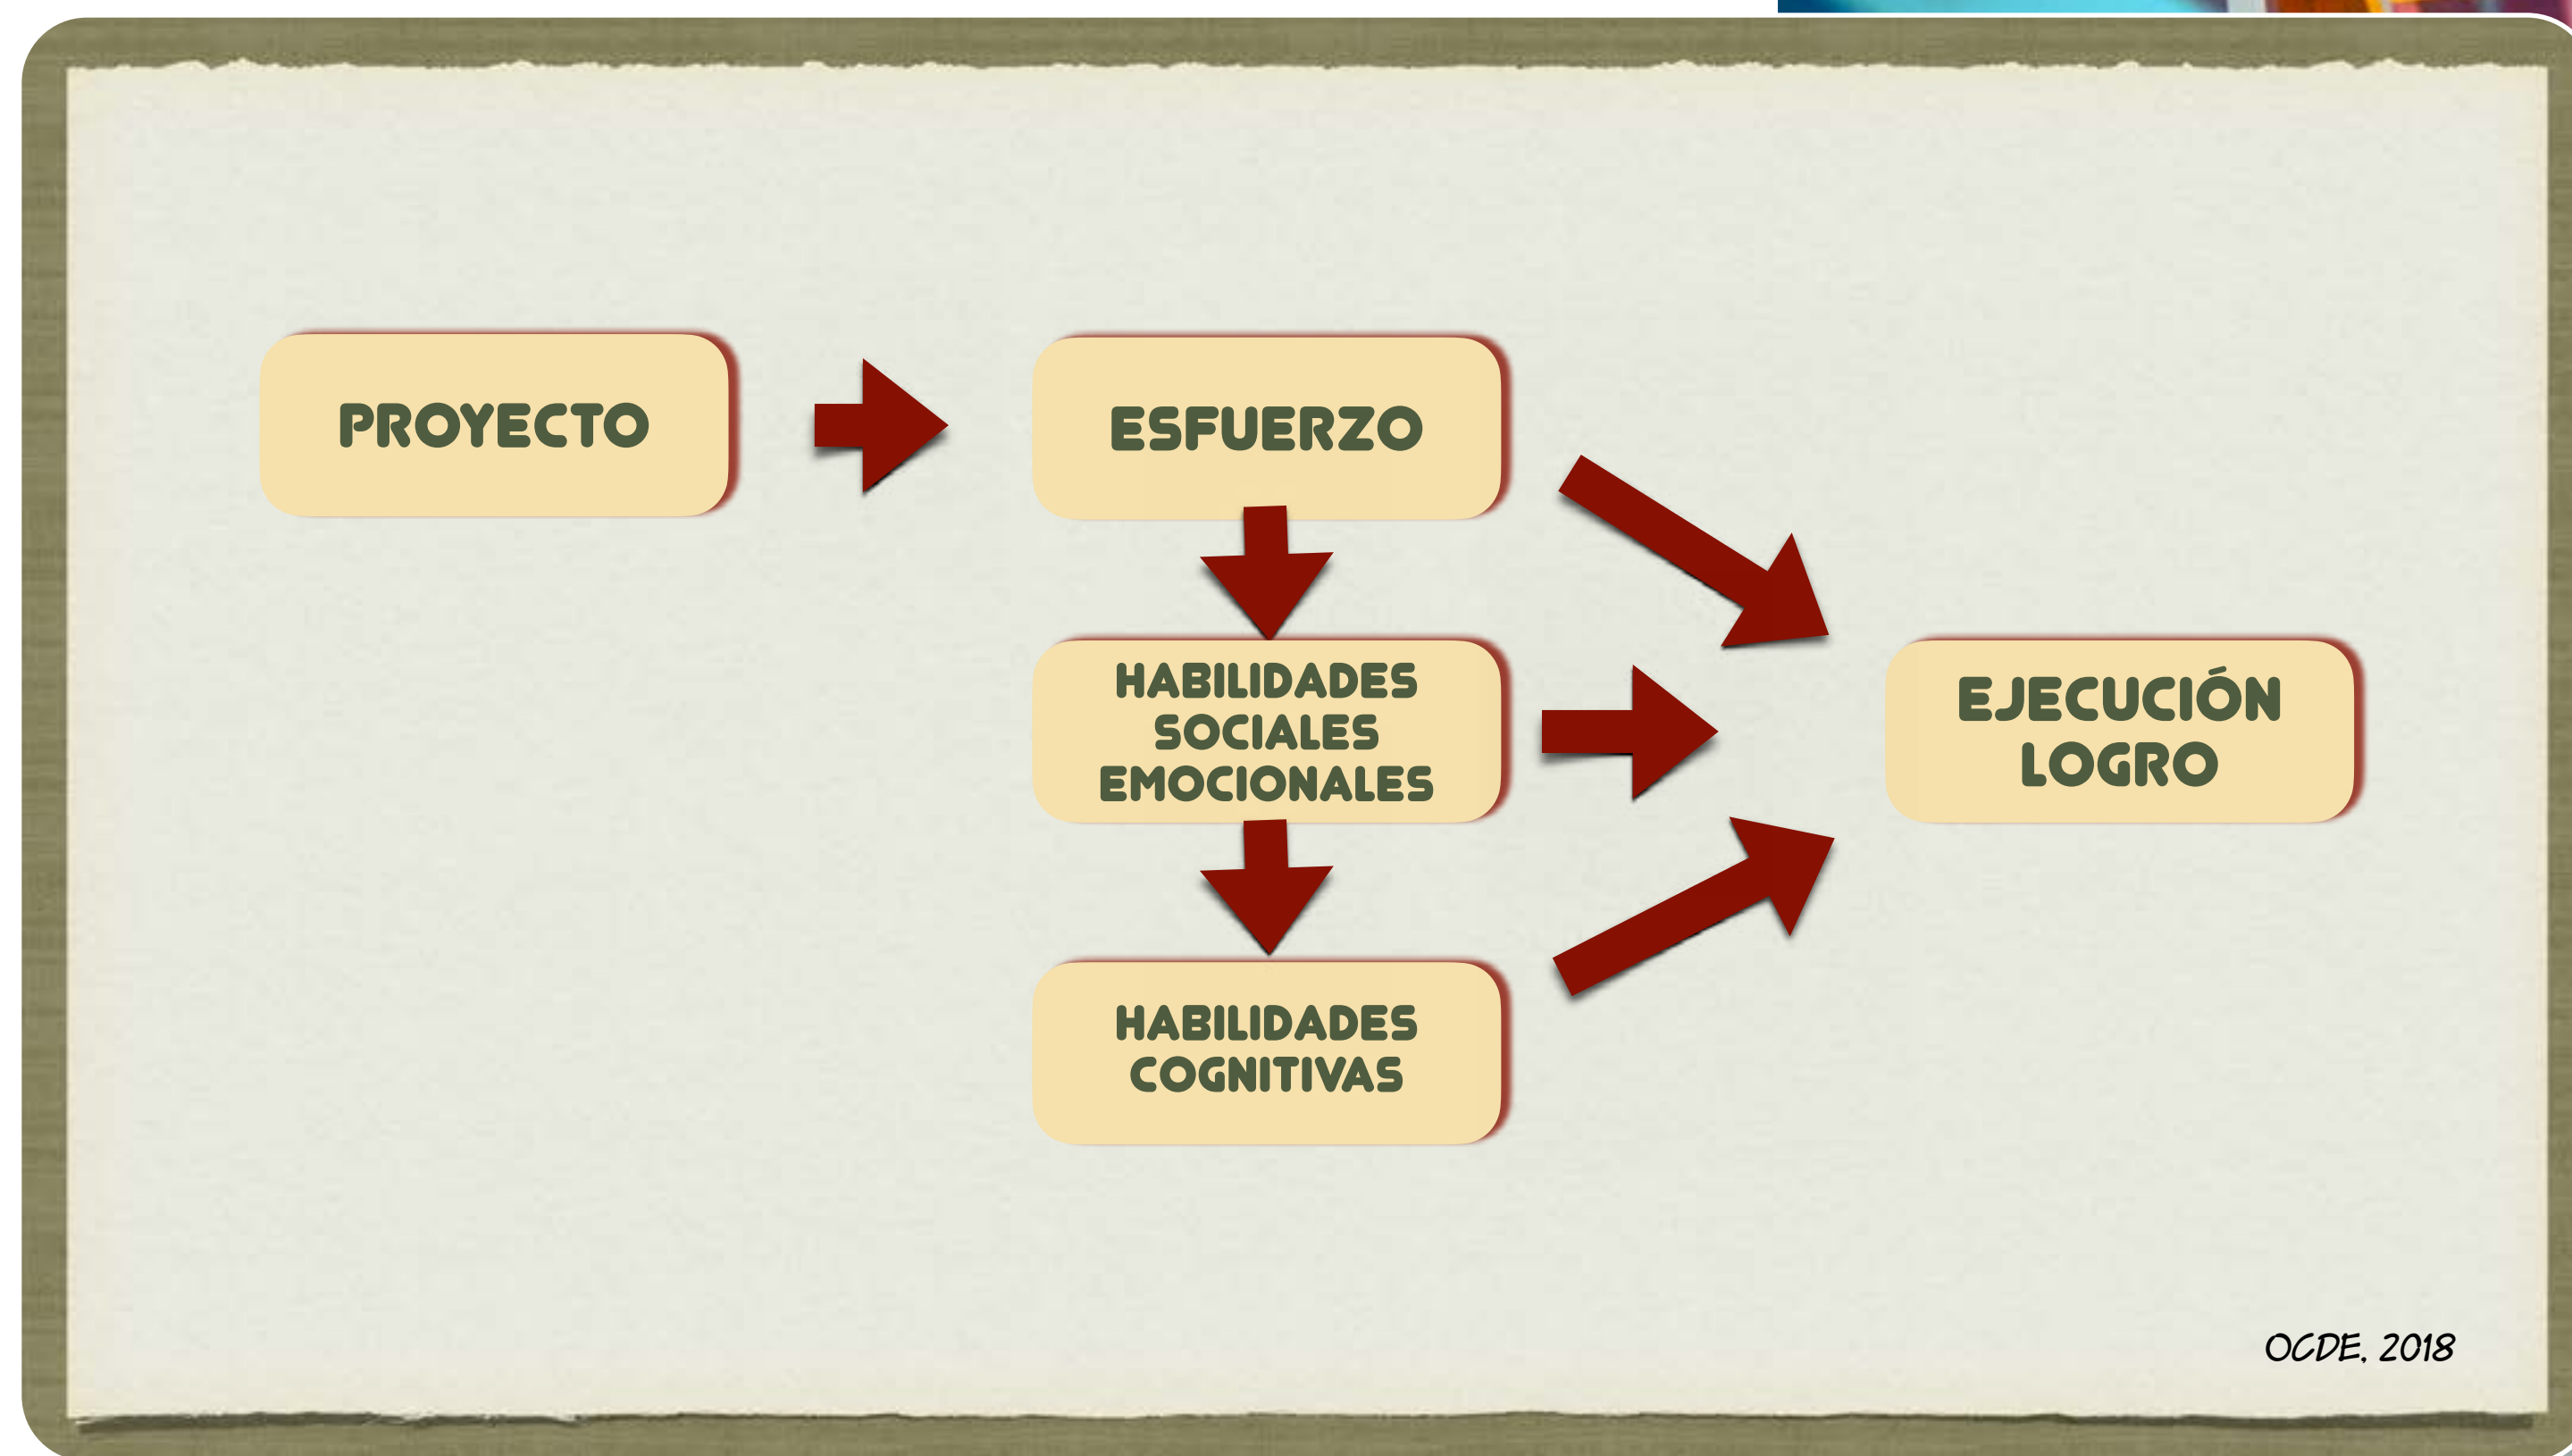 PROYECTO
ESFUERZO
HABILIDADES
SOCIALES
EMOCIONALES
EJECUCIÓN
LOGRO
HABILIDADES
COGNITIVAS
OCDE, 2018